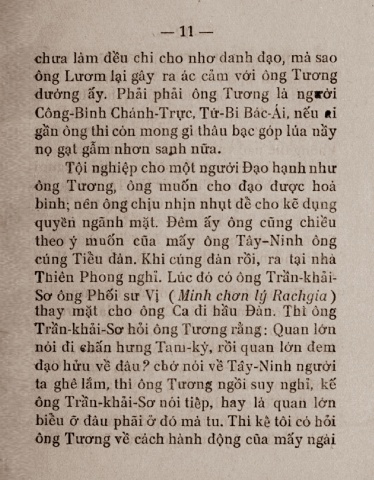 — 11 —
chưa làm đều chi cho nhơ danh đạo, mà sao
ông Lươm lại gây ra ác cảm với ông Tương
dường ấy. Phải phải ông Tương là người
Công-Bình Chánh-Trực, Từ-Bi Bác-Ái, nếu ai
gần ông thi còn mong gì thâu bạc góp lúa nầy
nọ gạt gẫm nhơn sanh nữa.
Tội nghiệp cho một người Đạo hạnh như
ông Tương, ông muốn cho đạo được hoà
bình; nên ông chịu nhịn nhụt để cho kẽ dụng
quyền ngãnh mặt. Đêm ấy ông cũng chiều
theo ý muốn của mấy ông Tây-Ninh ông
cúng Tiều đàn. Khi cúng đàn rồi, ra tại nhà
Thiên Phong nghỉ. Lúc đó có ông Trần-khải-
Sơ ông Phối sư Vị ( Minh chơn lý Rachgia )
thay mặt cho ông Ca đi hầu Đàn. Thì ông
Trần-khải-Sơ hỏi ông Tương rằng: Quan lớn
nói đi chấn hưng Tam-kỳ, rồi quan lớn đem
đạo hữu về đâu? chớ nói về Tây-Ninh người
ta ghê lắm, thì ông Tương ngồi suy nghỉ, kế
ông Trần-khải-Sơ nói tiệp, hay là quan lớn
biểu ở đâu phải ở đó mà tu. Thì kế tôi có hỏi
ông Tương về cách hành động của mấy ngài